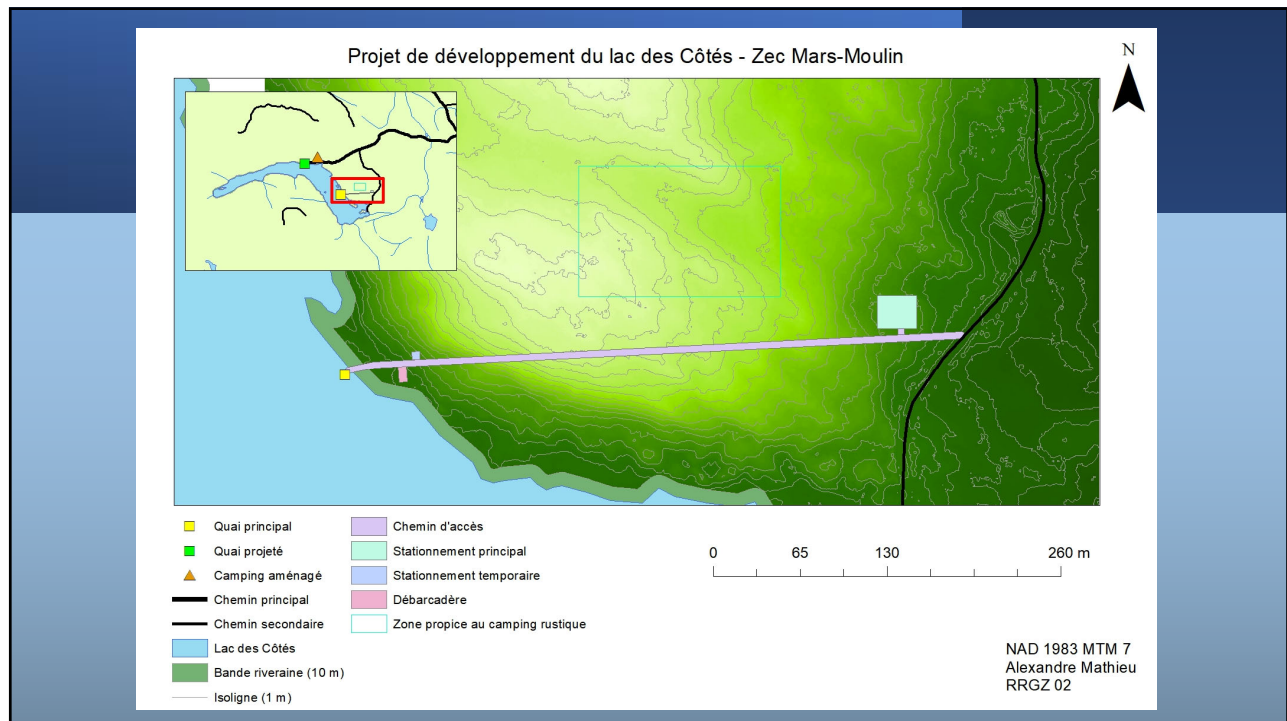 Projet de développement du lac des Côtés - Zec Mars-Moulin
N
Quai principal
Quai projeté
Camping aménagé
Chemin principal
Chemin secondaire
Lac des Côtés
Bande riveraine (10 m)
Isoligne (1 m)
Chemin d'accès
Stationnement principal
Stationnement temporaire
Débarcadère
Zone propice au camping rustique
0 65 130 260 m
NAD 1983 MTM 7
Alexandre Mathieu
RRGZ 02